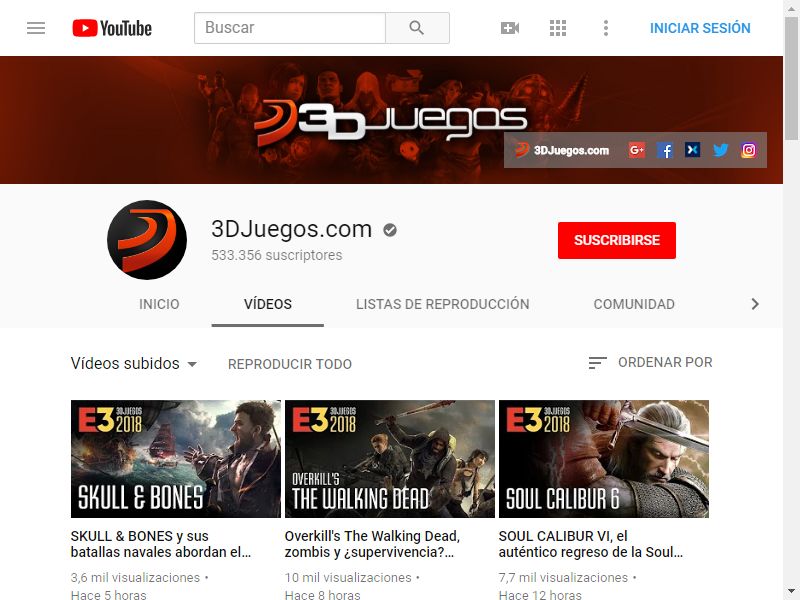 YouTube
Buscar
INICIAR SESIÓN
3DJuegos
3DJuegos.com
3DJuegos.com
533.356 suscriptores
SUSCRIBIRSE
INICIO
VÍDEOS
LISTAS DE REPRODUCCIÓN
COMUNIDAD
Vídeos subidos
REPRODUCIR TODO
ORDENAR POR
E3 3DJUEGOS 2018
SKULL & BONES
E3 3DJUEGOS 2018
OVERKILL'S
THE WALKING DEAD
E3 3DJUEGOS 2018
SOUL CALIBUR 6
SKULL & BONES y sus
batallas navales abordan el...
3,6 mil visualizaciones •
Hace 5 horas
Overkill's The Walking Dead,
zombis y ¿supervivencia?...
10 mil visualizaciones •
Hace 8 horas
SOUL CALIBUR VI, el
auténtico regreso de la Soul...
7,7 mil visualizaciones •
Hace 12 horas